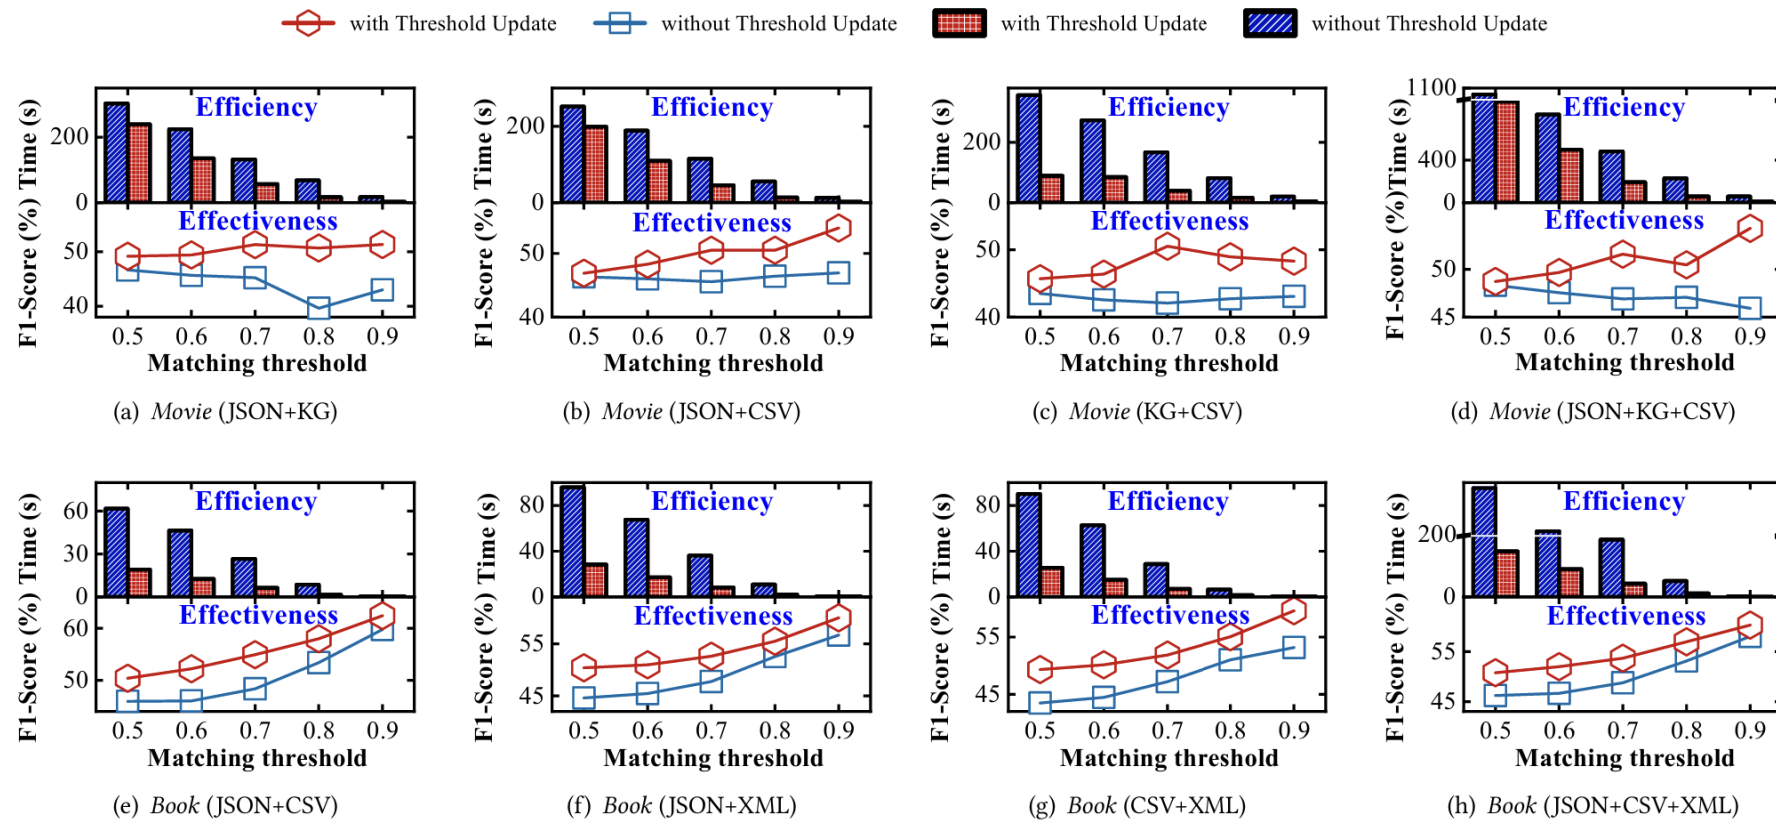 with Threshold Update without Threshold Update with Threshold Update without Threshold Update
Efficiency
Effectiveness
Time (s)
F1-Score (%)
200
0
50
40
0.5 0.6 0.7 0.8 0.9
Matching threshold
(a) Movie (JSON+KG)
Efficiency
Effectiveness
Time (s)
F1-Score (%)
200
0
50
40
0.5 0.6 0.7 0.8 0.9
Matching threshold
(b) Movie (JSON+CSV)
Efficiency
Effectiveness
Time (s)
F1-Score (%)
200
0
50
40
0.5 0.6 0.7 0.8 0.9
Matching threshold
(c) Movie (KG+CSV)
Efficiency
Effectiveness
Time (s)
F1-Score (%)
1100
400
0
50
45
0.5 0.6 0.7 0.8 0.9
Matching threshold
(d) Movie (JSON+KG+CSV)
Efficiency
Effectiveness
Time (s)
F1-Score (%)
60
30
0
60
50
0.5 0.6 0.7 0.8 0.9
Matching threshold
(e) Book (JSON+CSV)
Efficiency
Effectiveness
Time (s)
F1-Score (%)
80
40
0
55
45
0.5 0.6 0.7 0.8 0.9
Matching threshold
(f) Book (JSON+XML)
Efficiency
Effectiveness
Time (s)
F1-Score (%)
80
40
0
55
45
0.5 0.6 0.7 0.8 0.9
Matching threshold
(g) Book (CSV+XML)
Efficiency
Effectiveness
Time (s)
F1-Score (%)
200
0
55
45
0.5 0.6 0.7 0.8 0.9
Matching threshold
(h) Book (JSON+CSV+XML)